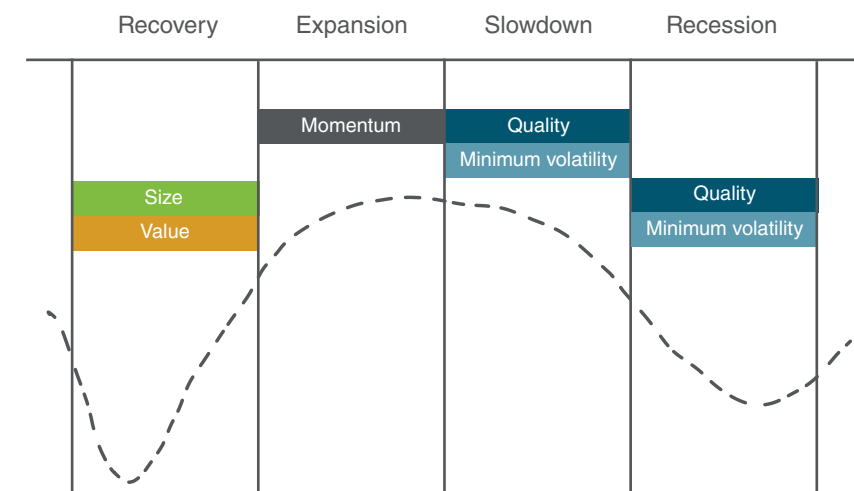 Recovery Expansion Slowdown Recession
Momentum Quality
Minimum volatility
Size Quality
Value Minimum volatility